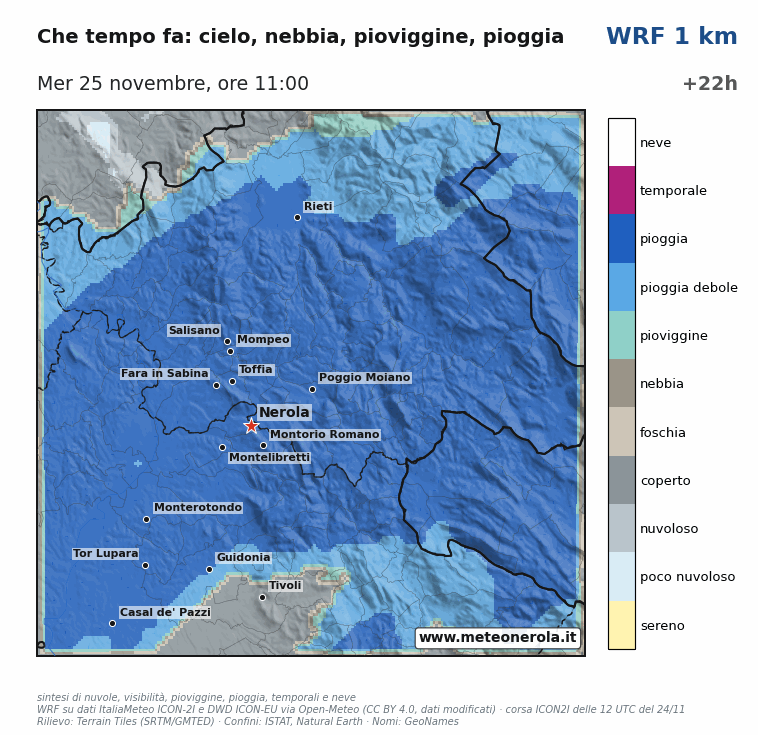 Che tempo fa: cielo, nebbia, pioviggine, pioggia
WRF 1 km
Mer 25 novembre, ore 11:00
+22h
neve
temporale
pioggia
pioggia debole
pioviggine
nebbia
foschia
coperto
nuvoloso
poco nuvoloso
sereno
Rieti
Salisano
Mompeo
Toffia
Fara in Sabina
Poggio Moiano
Nerola
Montorio Romano
Montelibretti
Monterotondo
Tor Lupara
Guidonia
Tivoli
Casal de' Pazzi
www.meteonerola.it
sintesi di nuvole, visibilità, pioviggine, pioggia, temporali e neve
WRF su dati ItaliaMeteo ICON-2I e DWD ICON-EU via Open-Meteo (CC BY 4.0, dati modificati) · corsa ICON2I delle 12 UTC del 24/11
Rilievo: Terrain Tiles (SRTM/GMTED) · Confini: ISTAT, Natural Earth · Nomi: GeoNames